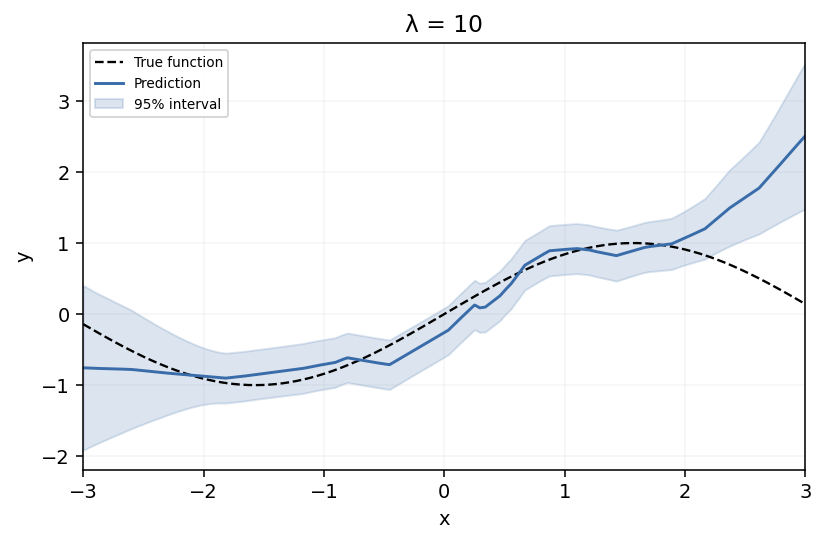 λ = 10
True function
Prediction
95% interval
3
2
1
0
−1
−2
y
−3 −2 −1 0 1 2 3
x